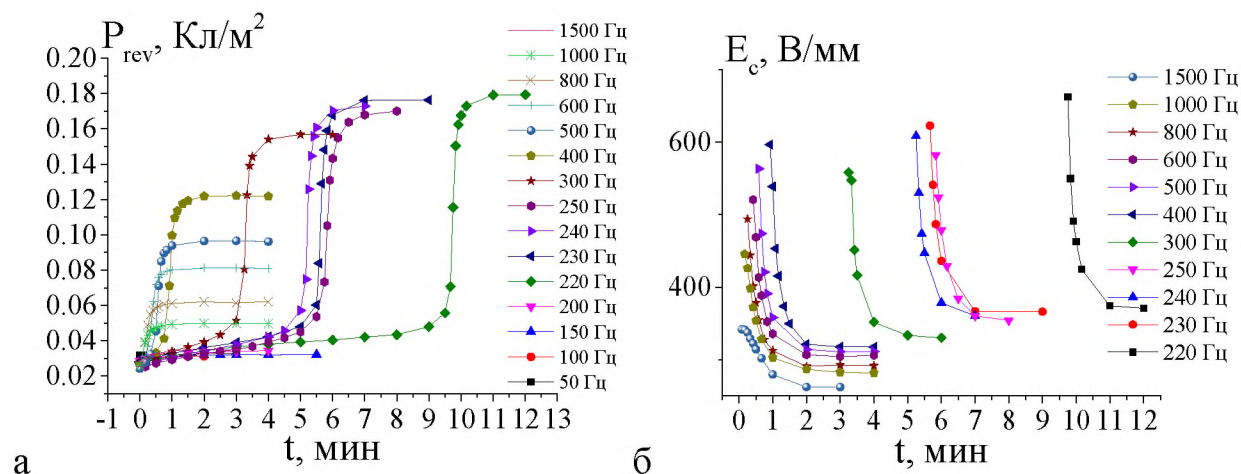 P_rev, Кл/м²
0.20
0.18
0.16
0.14
0.12
0.10
0.08
0.06
0.04
0.02
-1 0 1 2 3 4 5 6 7 8 9 10 11 12 13
t, мин
1500 Гц
1000 Гц
800 Гц
600 Гц
500 Гц
400 Гц
300 Гц
250 Гц
240 Гц
230 Гц
220 Гц
200 Гц
150 Гц
100 Гц
50 Гц
а
E_c, В/мм
600
400
0 1 2 3 4 5 6 7 8 9 10 11 12
t, мин
1500 Гц
1000 Гц
800 Гц
600 Гц
500 Гц
400 Гц
300 Гц
250 Гц
240 Гц
230 Гц
220 Гц
б